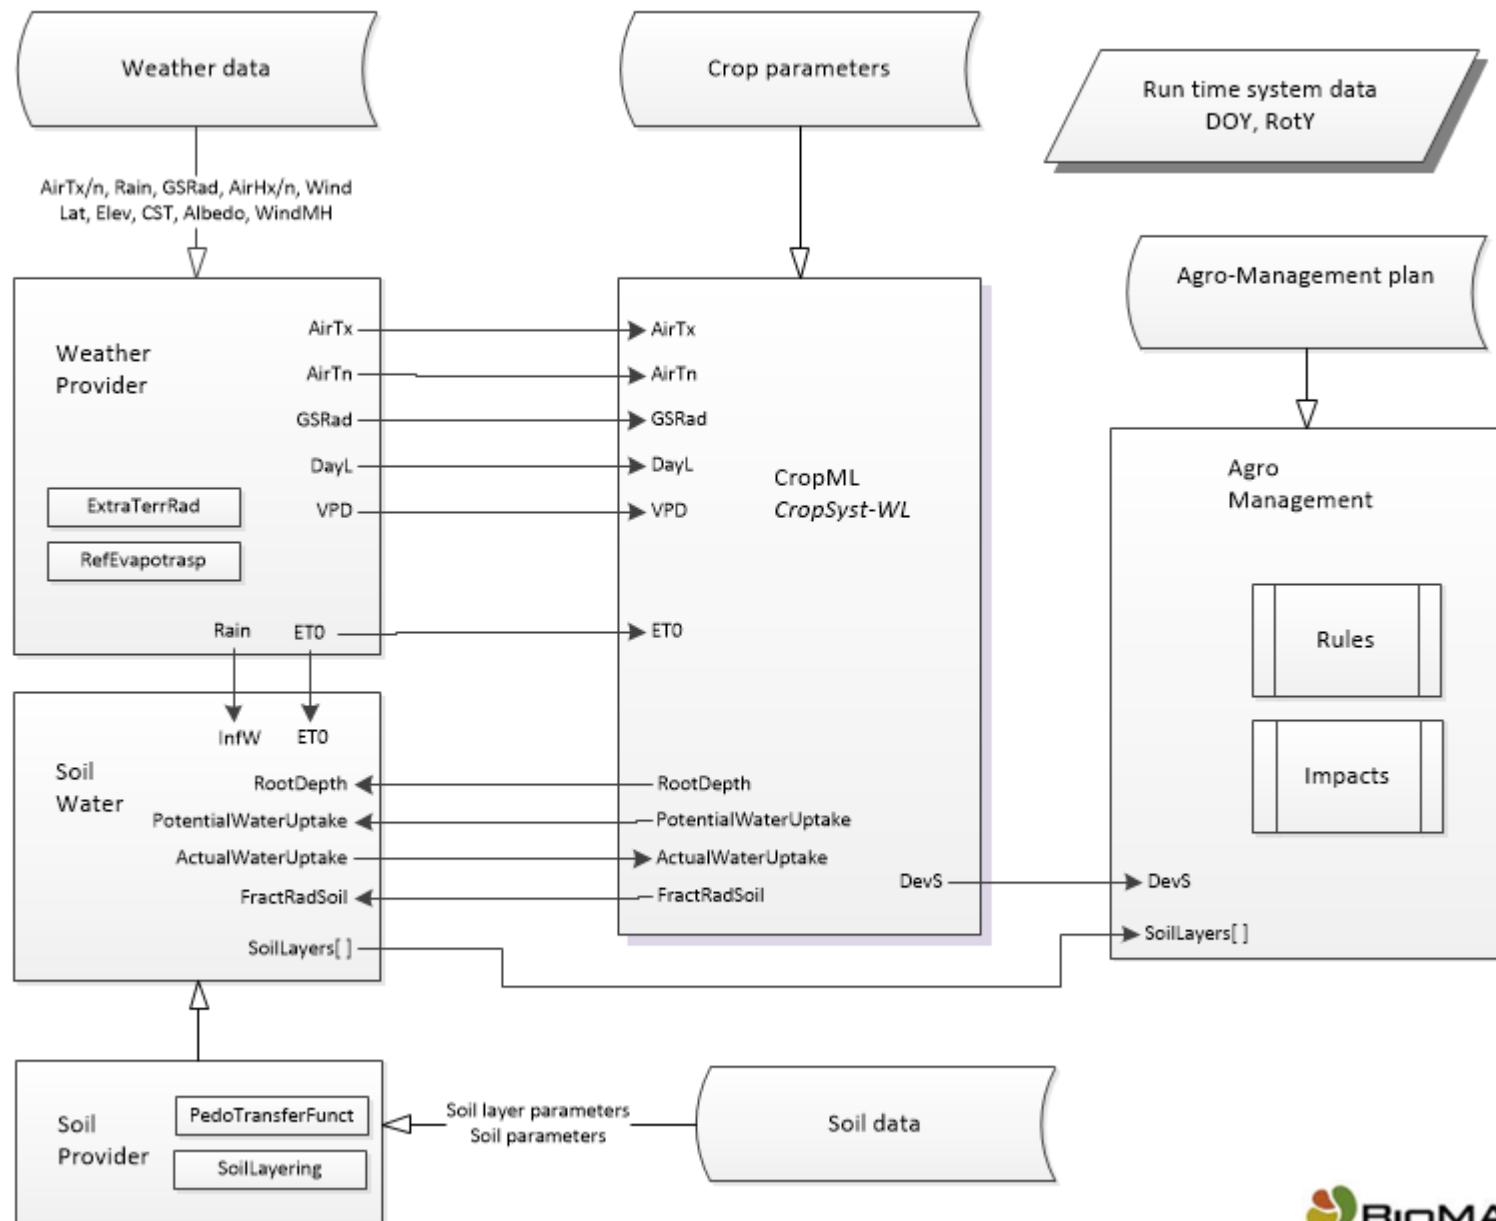 Weather data
Crop parameters
Run time system data
DOY, RotY
AirTx/n, Rain, GSRad, AirHx/n, Wind
Lat, Elev, CST, Albedo, WindMH
Agro-Management plan
Weather
Provider
AirTx
AirTn
GSRad
DayL
VPD
ExtraTerrRad
RefEvapotrasp
Rain
ET0
AirTx
AirTn
GSRad
DayL
VPD
CropML
CropSyst-WL
ET0
Agro
Management
Rules
Impacts
InfW
ET0
Soil
Water
RootDepth
PotentialWaterUptake
ActualWaterUptake
FractRadSoil
SoilLayers[ ]
RootDepth
PotentialWaterUptake
ActualWaterUptake
FractRadSoil
DevS
DevS
SoilLayers[ ]
Soil
Provider
PedoTransferFunct
SoilLayering
Soil layer parameters
Soil parameters
Soil data
BIOMA